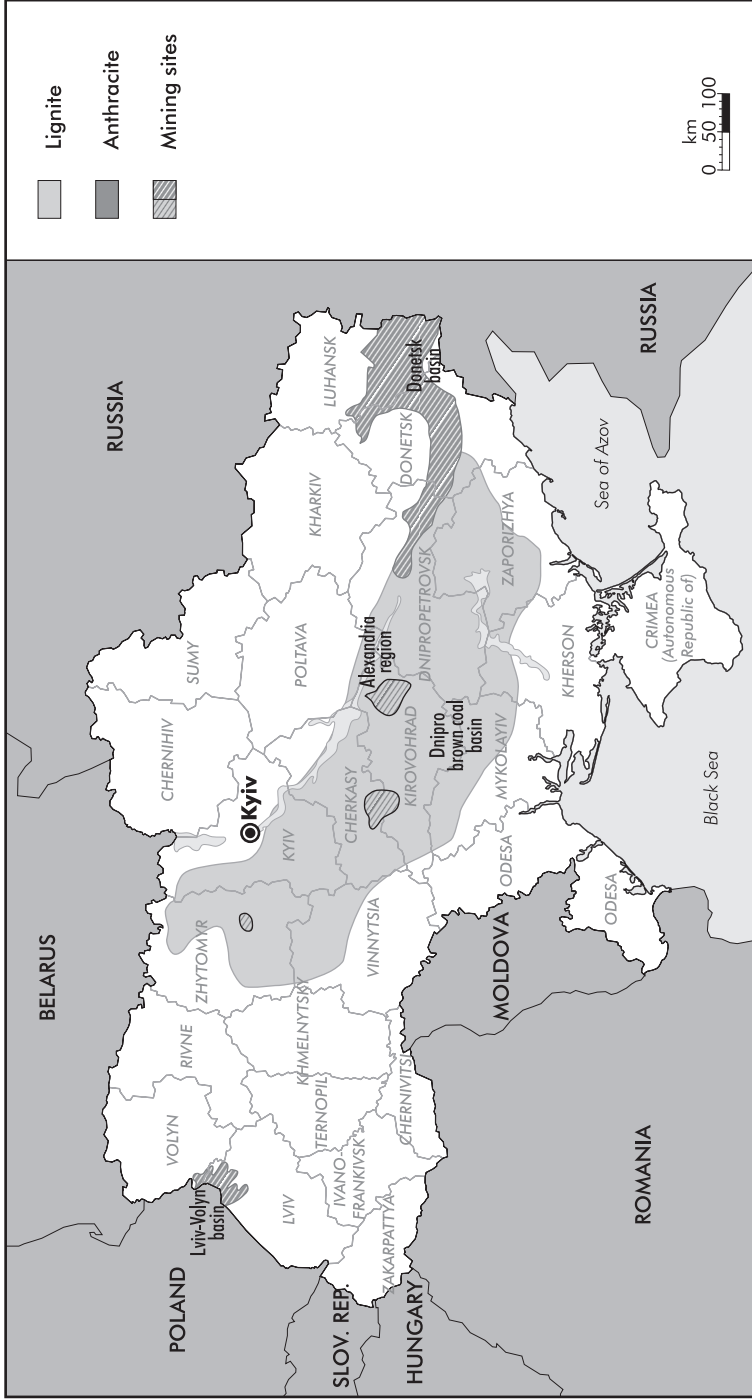 BELARUS
RUSSIA
POLAND
SLOV. REP.
HUNGARY
ROMANIA
MOLDOVA
RUSSIA
VOLYN
RIVNE
ZHYTOMYR
CHERNIHIV
SUMY
Kyiv
KYIV
Lviv-Volyn
basin
LVIV
TERNOPIL
KHMELNYTSKY
VINNYTSIA
CHERKASY
POLTAVA
KHARKIV
LUHANSK
IVANO-
FRANKIVSK
ZAKARPATTYA
CHERNIVITSI
KIROVOHRAD
Alexandria
region
DNIPROPETROVSK
DONETSK
Donetsk
basin
Dnipro
brown coal
basin
ODESA
MYKOLAYIV
ZAPORIZHYA
KHERSON
ODESA
CRIMEA
(Autonomous
Republic of)
Sea of Azov
Black Sea
Lignite
Anthracite
Mining sites
km
0 50 100